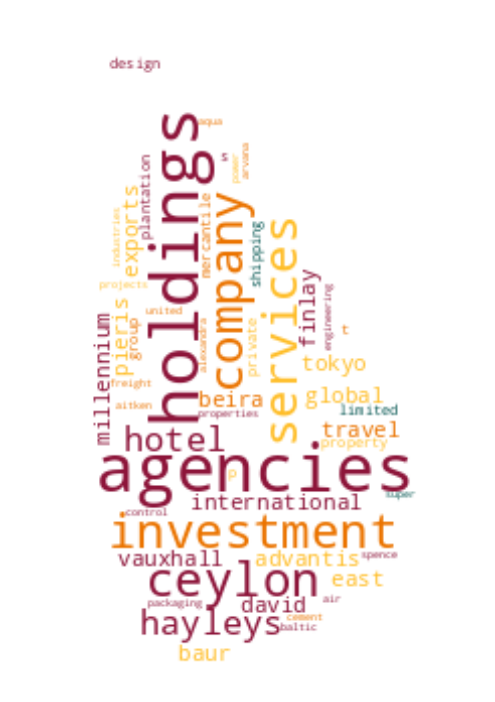 design
holdings
aqua
s
power
arvana
plantation
exports
industries
mercantile
company
shipping
services
projects
pieris
group
united
alexandra
private
finlay
engineering
t
millennium
go
tokyo
freight
aitken
beira
properties
global
limited
travel
property
hotel
agencies
p
super
international
control
investment
vauxhall
advantis
spence
ceylon
east
packaging
david
air
hayleys
cement
baltic
baur